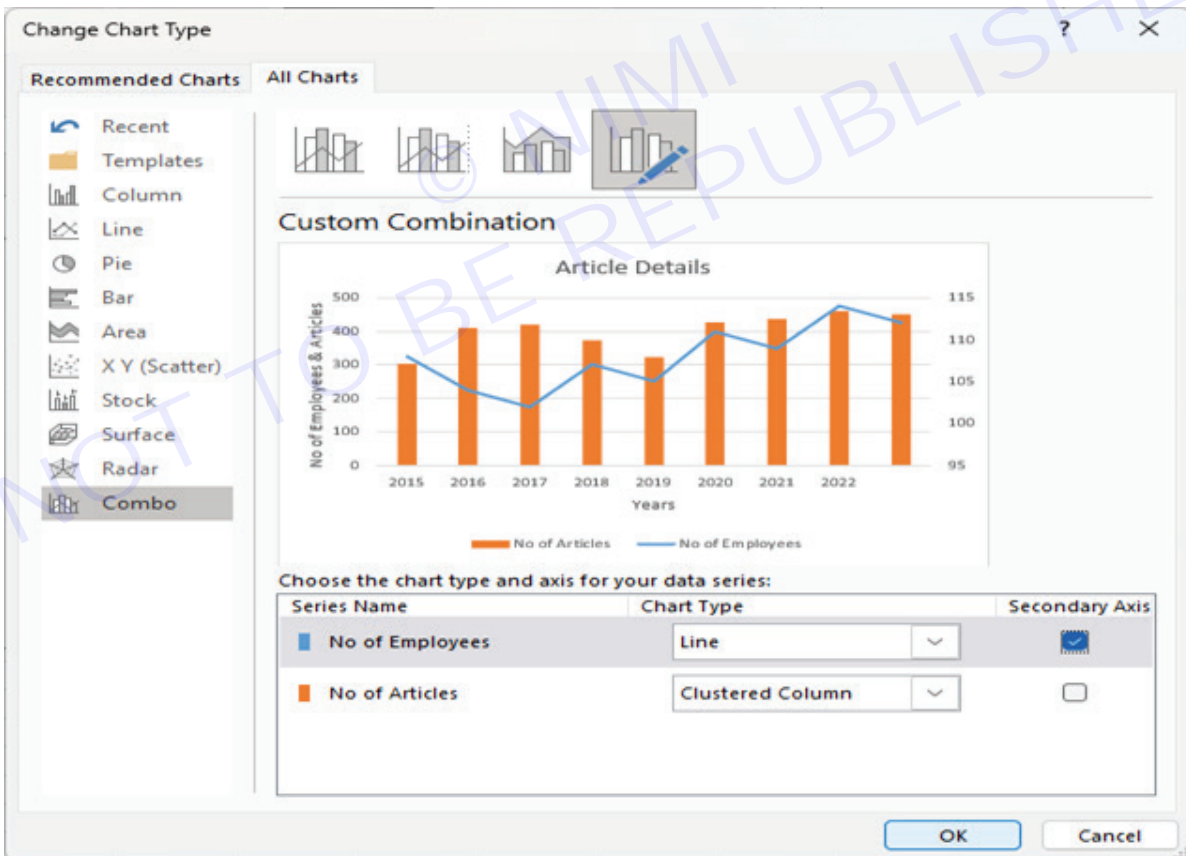 Change Chart Type ? ×
Recommended Charts All Charts
Recent
Templates
Column
Line
Pie
Bar
Area
X Y (Scatter)
Stock
Surface
Radar
Combo
Custom Combination
Article Details
No of Employees & Articles
500
400
300
200
100
0
115
110
105
100
95
2015 2016 2017 2018 2019 2020 2021 2022
Years
No of Articles No of Employees
Choose the chart type and axis for your data series:
Series Name Chart Type Secondary Axis
No of Employees Line
No of Articles Clustered Column
OK Cancel
© NIMI
NOT TO BE REPUBLISHE